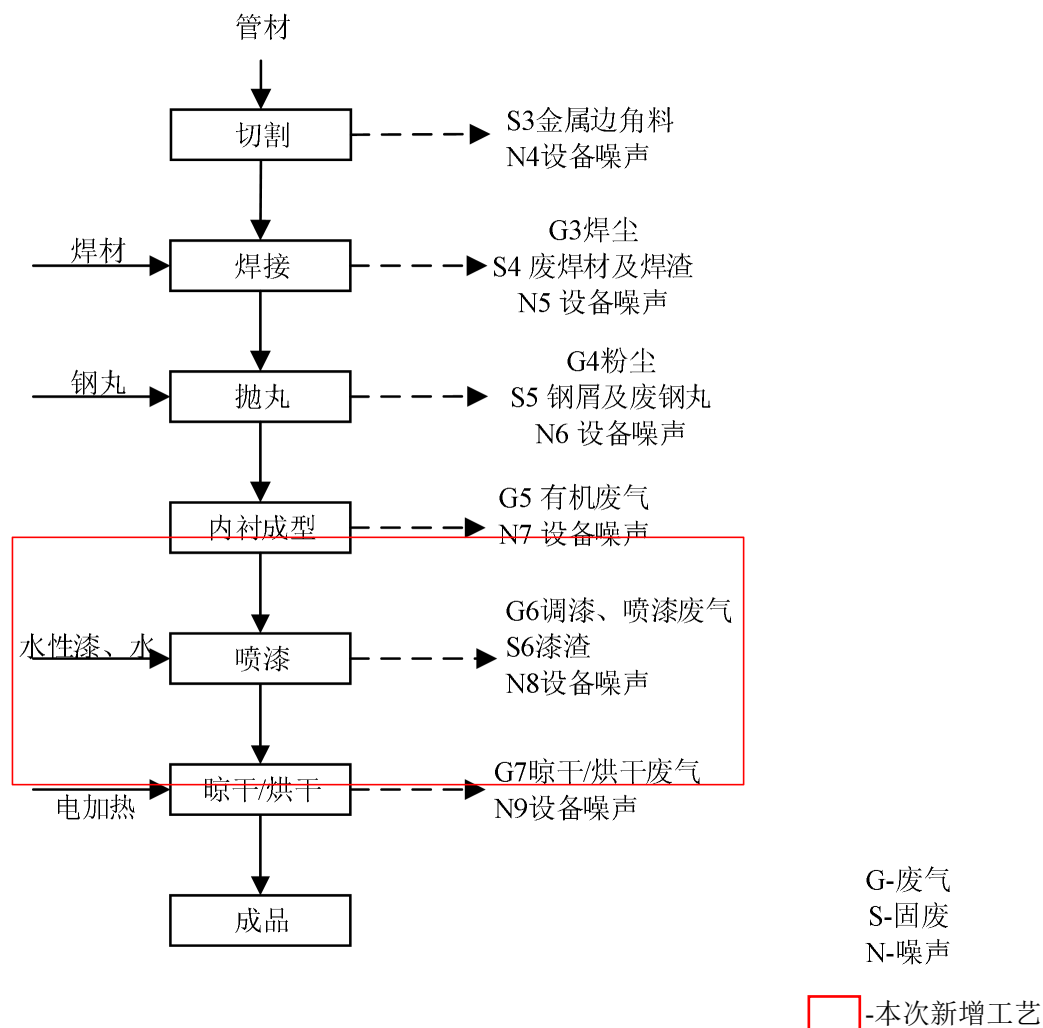 管材
切割
S3金属边角料
N4设备噪声
焊材
焊接
G3焊尘
S4 废焊材及焊渣
N5 设备噪声
钢丸
抛丸
G4粉尘
S5 钢屑及废钢丸
N6 设备噪声
内衬成型
G5 有机废气
N7 设备噪声
水性漆、水
喷漆
G6调漆、喷漆废气
S6漆渣
N8设备噪声
电加热
晾干/烘干
G7晾干/烘干废气
N9设备噪声
成品
G-废气
S-固废
N-噪声
-本次新增工艺